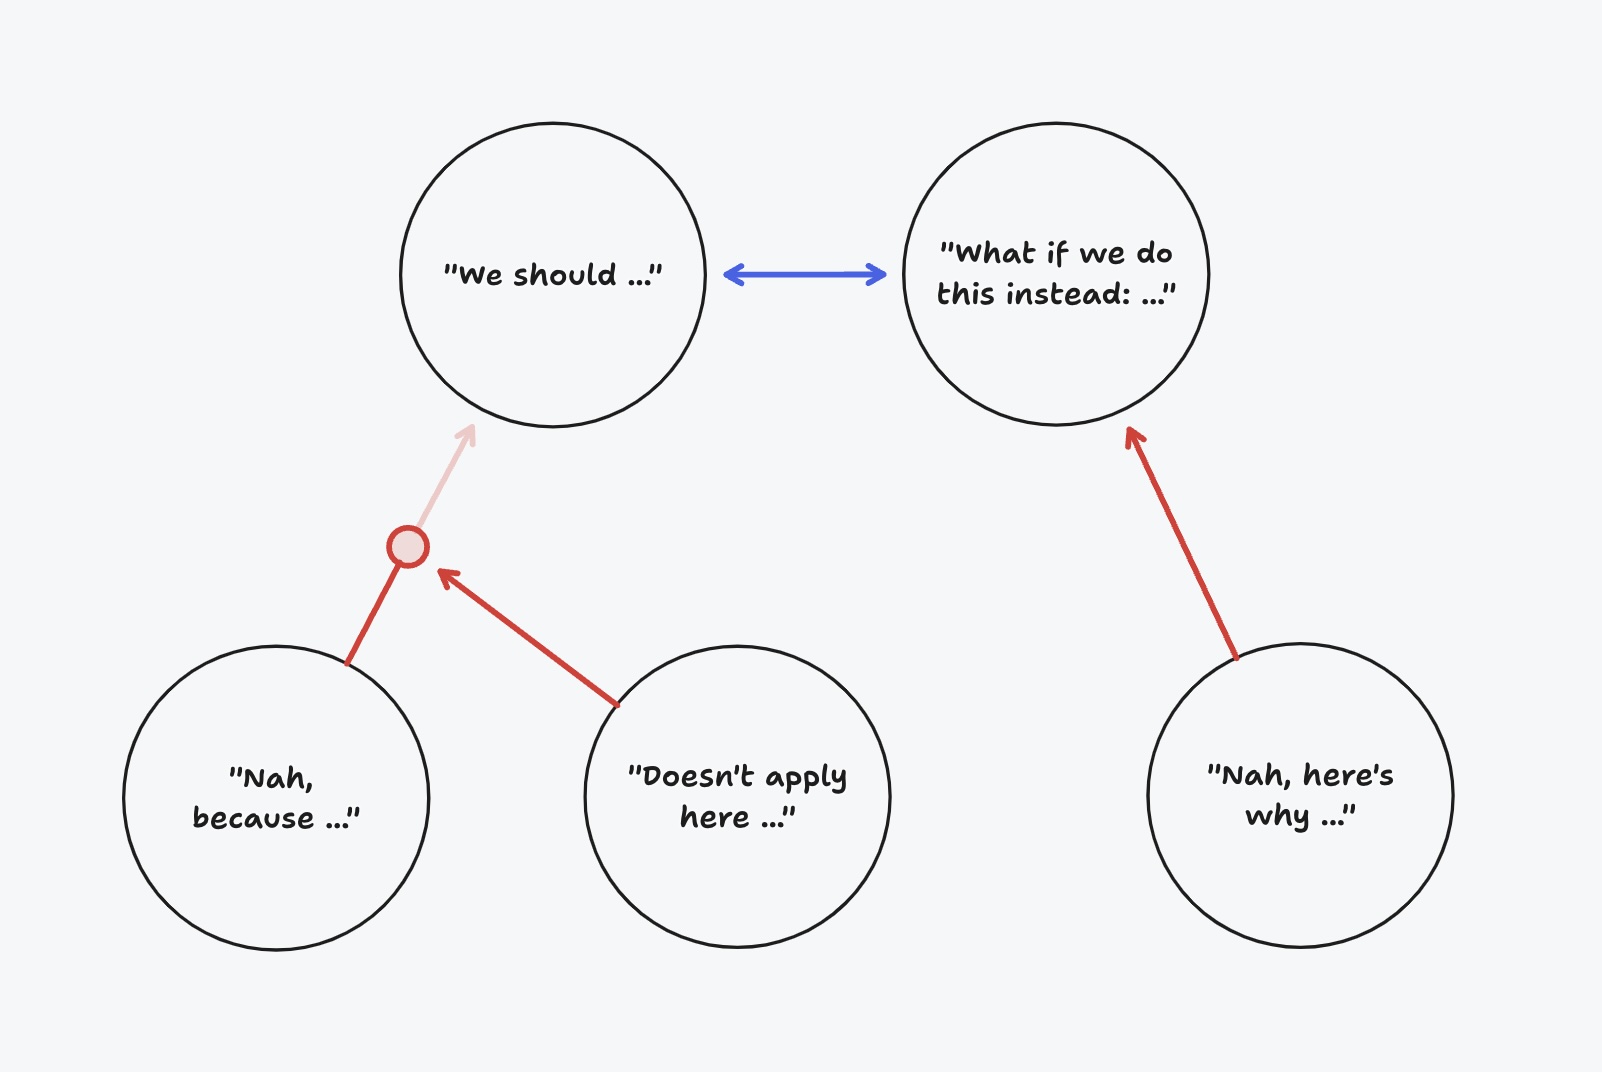 "We should ..."
"What if we do
this instead: ..."
"Nah,
because ..."
"Doesn't apply
here ..."
"Nah, here's
why ..."